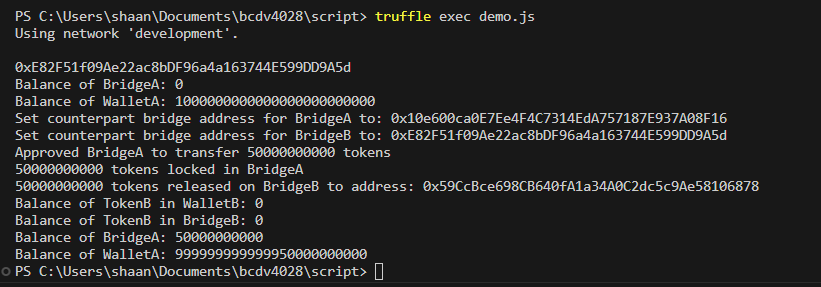 PS C:\Users\shaan\Documents\bcdv4028\script> truffle exec demo.js
Using network 'development'.
0xE82F51f09Ae22ac8bDF96a4a163744E599DD9A5d
Balance of BridgeA: 0
Balance of WalletA: 1000000000000000000000000
Set counterpart bridge address for BridgeA to: 0x10e600ca0E7Ee4F4C7314EdA757187E937A08F16
Set counterpart bridge address for BridgeB to: 0xE82F51f09Ae22ac8bDF96a4a163744E599DD9A5d
Approved BridgeA to transfer 50000000000 tokens
50000000000 tokens locked in BridgeA
50000000000 tokens released on BridgeB to address: 0x59CcBce698CB640fA1a34A0C2dc5c9Ae58106878
Balance of TokenB in WalletB: 0
Balance of TokenB in BridgeB: 0
Balance of BridgeA: 50000000000
Balance of WalletA: 999999999999950000000000
PS C:\Users\shaan\Documents\bcdv4028\script>